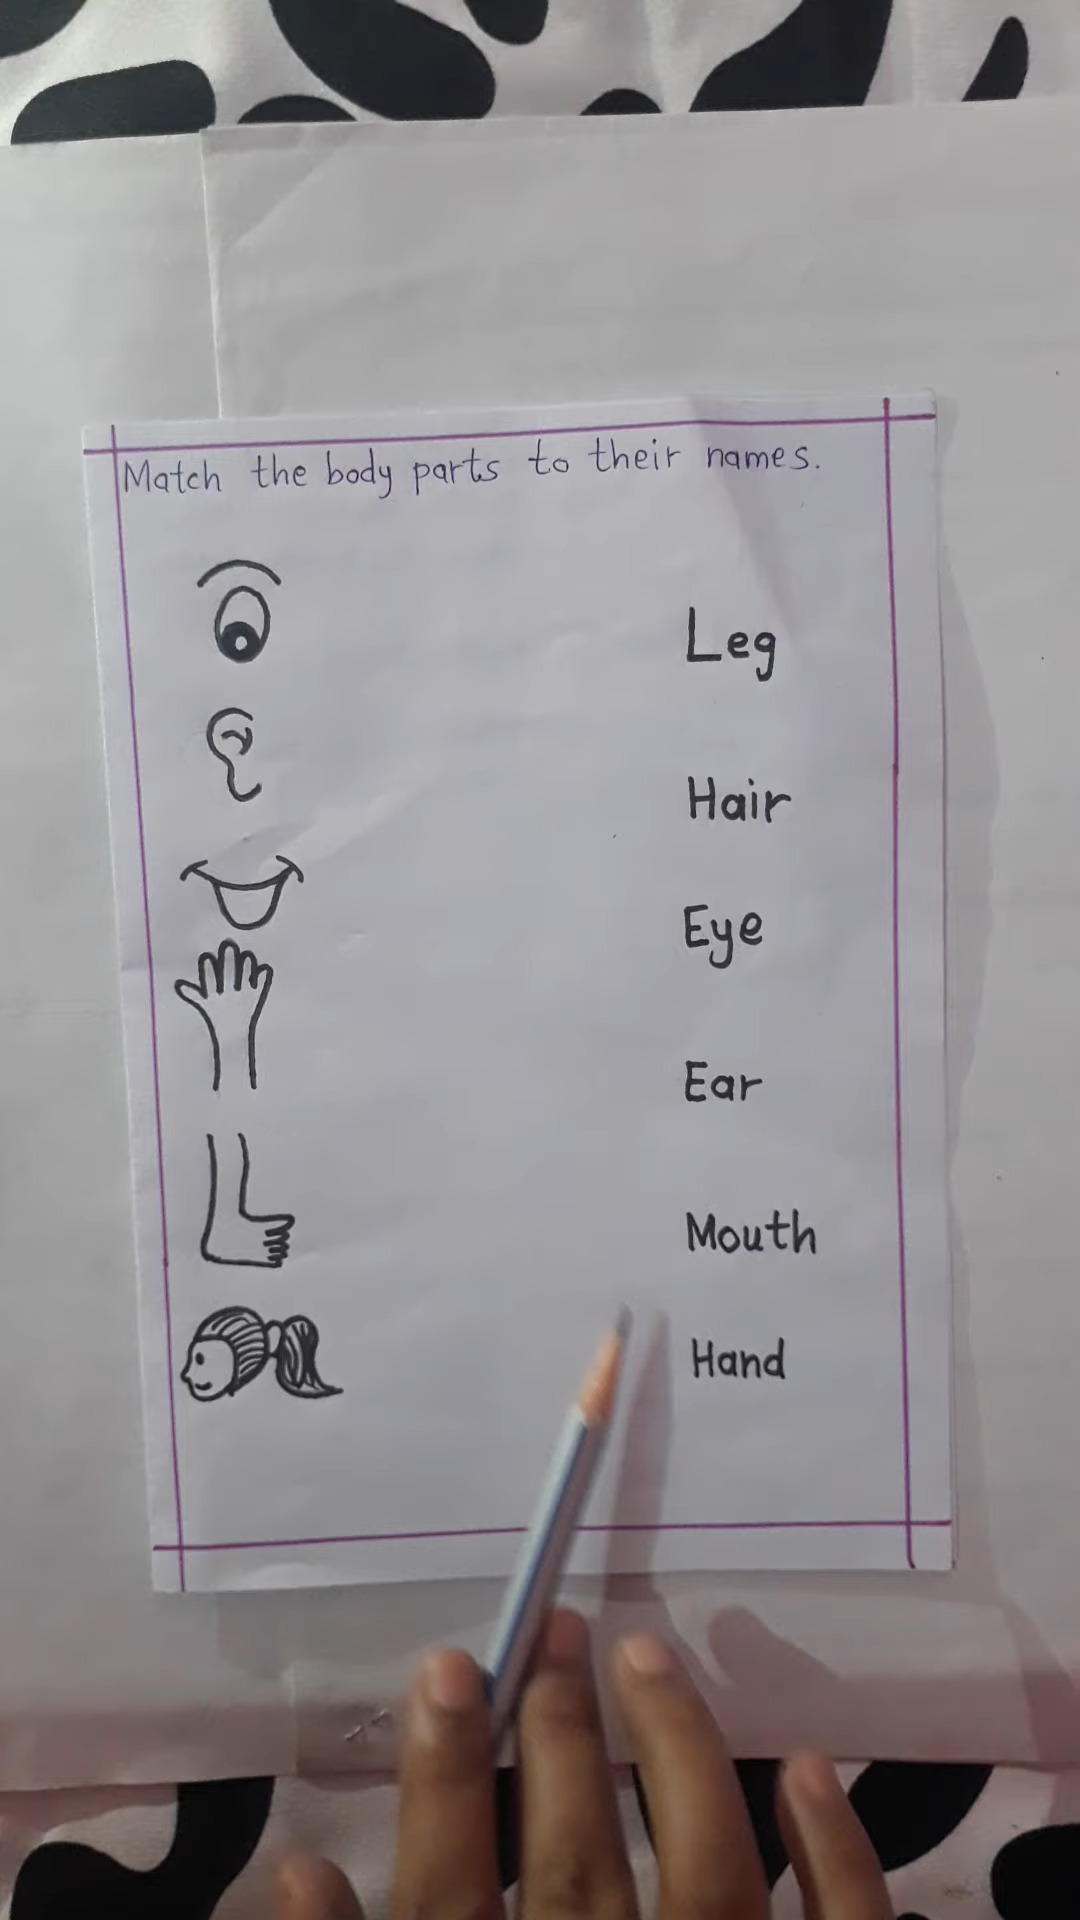 Match the body parts to their names.
Leg
Hair
Eye
Ear
Mouth
Hand